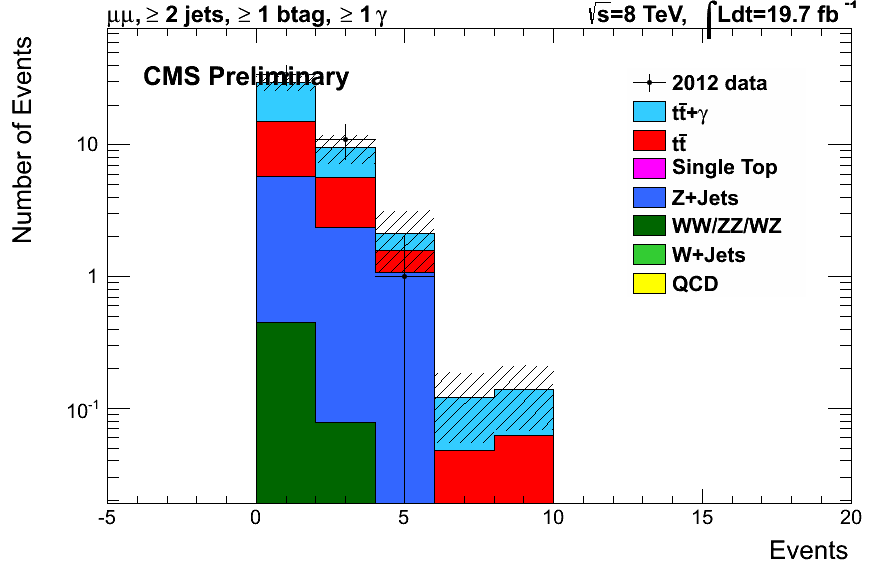 μμ, ≥ 2 jets, ≥ 1 btag, ≥ 1 γ
√s=8 TeV, ∫Ldt=19.7 fb⁻¹
CMS Preliminary
2012 data
tt̄+γ
tt̄
Single Top
Z+Jets
WW/ZZ/WZ
W+Jets
QCD
Number of Events
10
1
10⁻¹
-5 0 5 10 15 20
Events